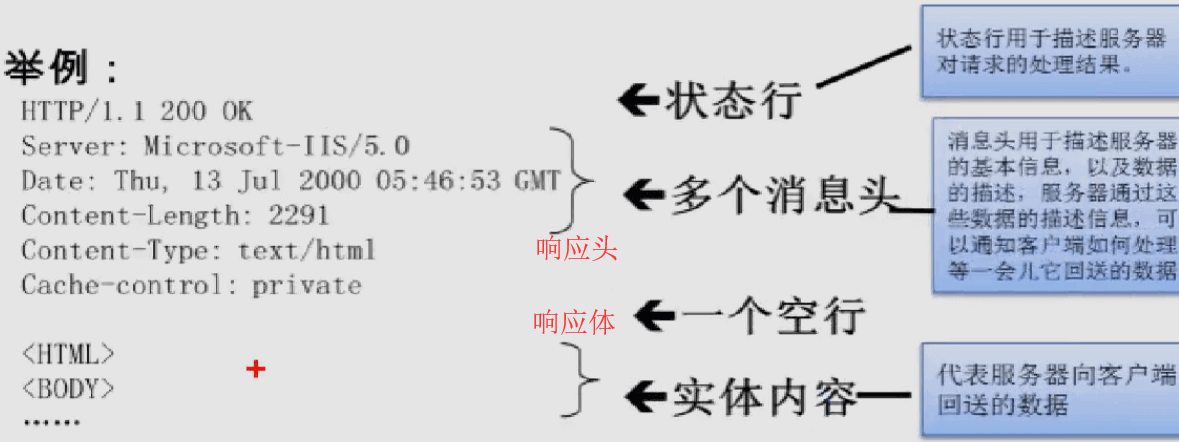 举例：
HTTP/1.1 200 OK
Server: Microsoft-IIS/5.0
Date: Thu, 13 Jul 2000 05:46:53 GMT
Content-Length: 2291
Content-Type: text/html
Cache-control: private
<HTML>
<BODY>
……
状态行
多个消息头
响应头
响应体
一个空行
实体内容
状态行用于描述服务器
对请求的处理结果。
消息头用于描述服务器
的基本信息，以及数据
的描述，服务器通过这
些数据的描述信息，可
以通知客户端如何处理
等一会儿它回送的数据
代表服务器向客户端
回送的数据